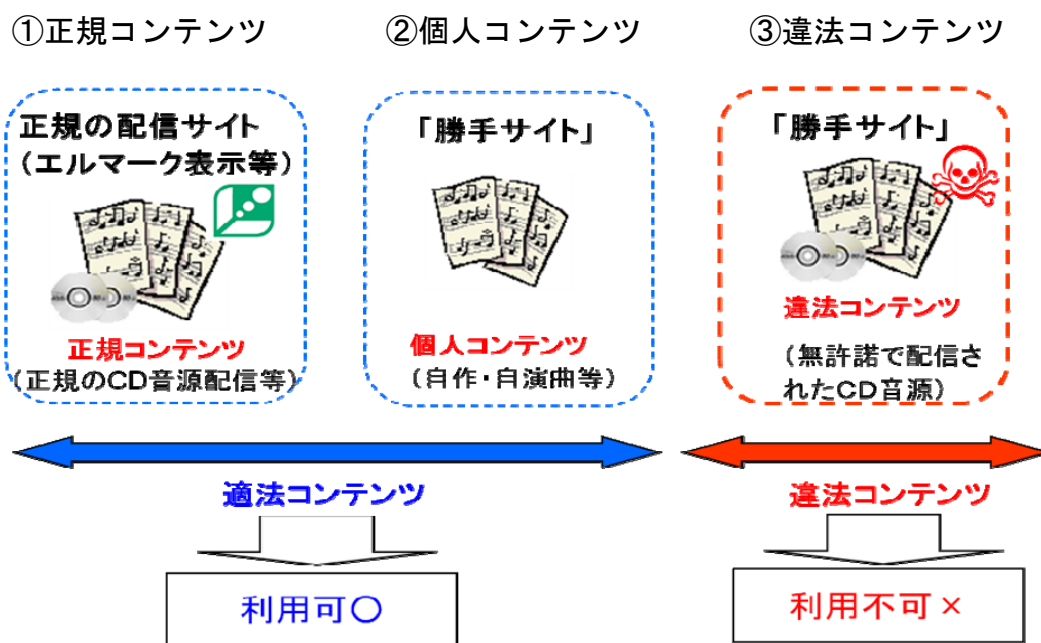 ①正規コンテンツ
②個人コンテンツ
③違法コンテンツ
正規の配信サイト
（エルマーク表示等）
正規コンテンツ
（正規のCD音源配信等）
「勝手サイト」
個人コンテンツ
（自作・自演曲等）
「勝手サイト」
違法コンテンツ
（無許諾で配信さ
れたCD音源）
適法コンテンツ
違法コンテンツ
利用可〇
利用不可×